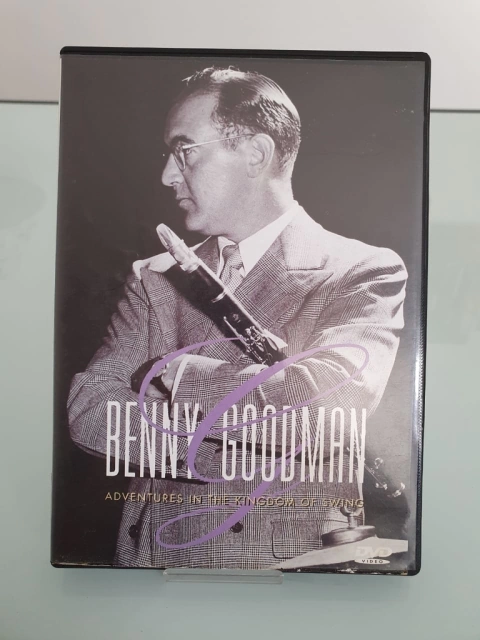 G
BENNY GOODMAN
ADVENTURES IN THE KINGDOM OF SWING
DVD
VIDEO